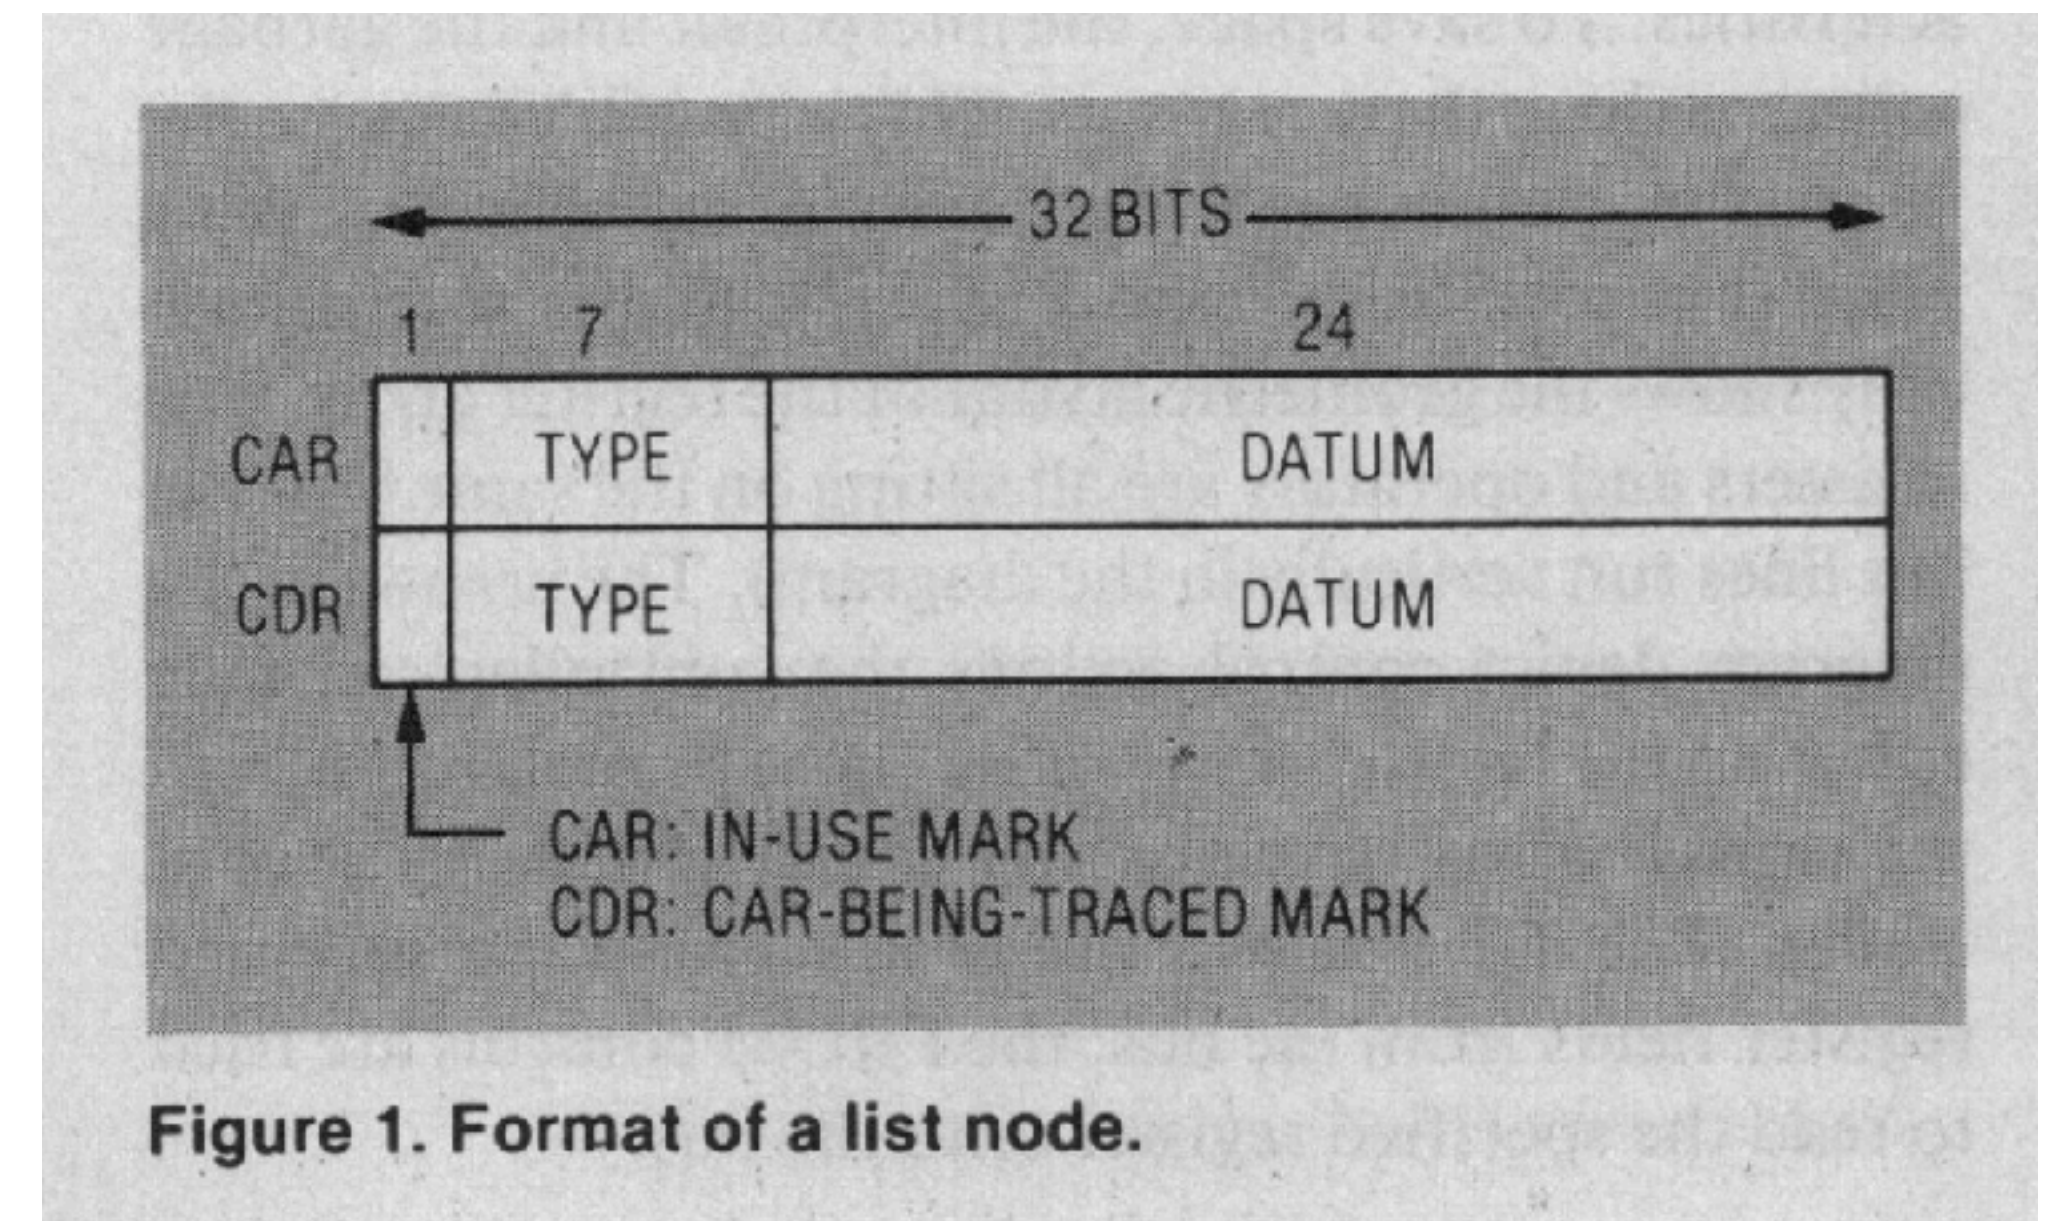 32 BITS
1 7 24
CAR TYPE DATUM
CDR TYPE DATUM
CAR: IN-USE MARK
CDR: CAR-BEING-TRACED MARK
Figure 1. Format of a list node.